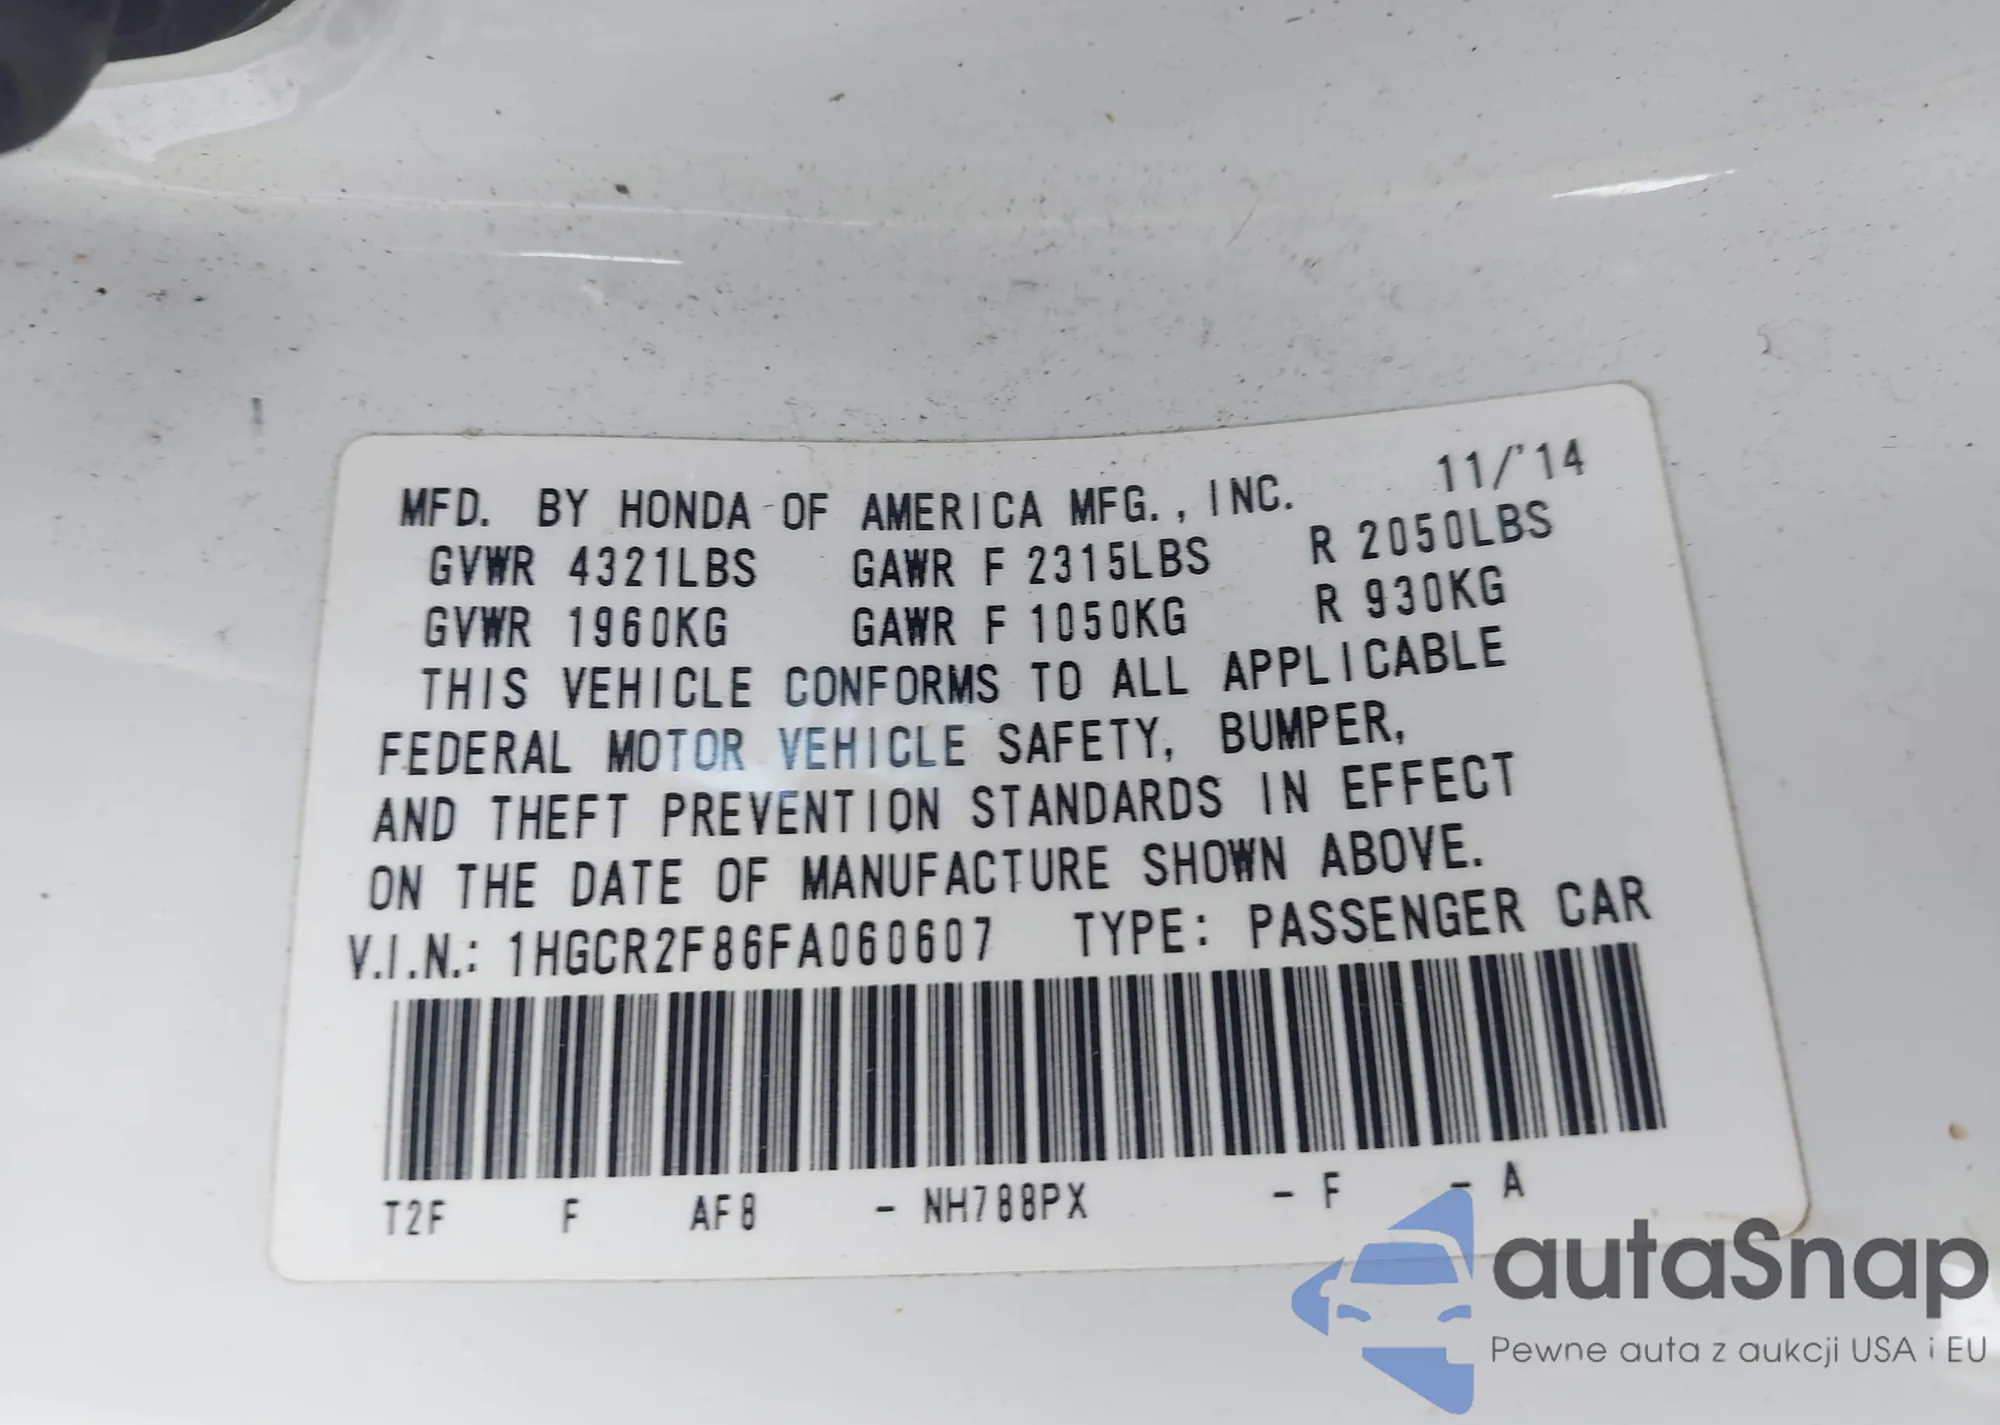 MFD. BY HONDA OF AMERICA MFG., INC. 11/'14
GVWR 4321LBS GAWR F 2315LBS R 2050LBS
GVWR 1960KG GAWR F 1050KG R 930KG
THIS VEHICLE CONFORMS TO ALL APPLICABLE
FEDERAL MOTOR VEHICLE SAFETY, BUMPER,
AND THEFT PREVENTION STANDARDS IN EFFECT
ON THE DATE OF MANUFACTURE SHOWN ABOVE.
V.I.N.: 1HGCR2F86FA060607 TYPE: PASSENGER CAR
T2F F AF8 - NH788PX - F - A
autaSnap
Pewne auta z aukcji USA i EU